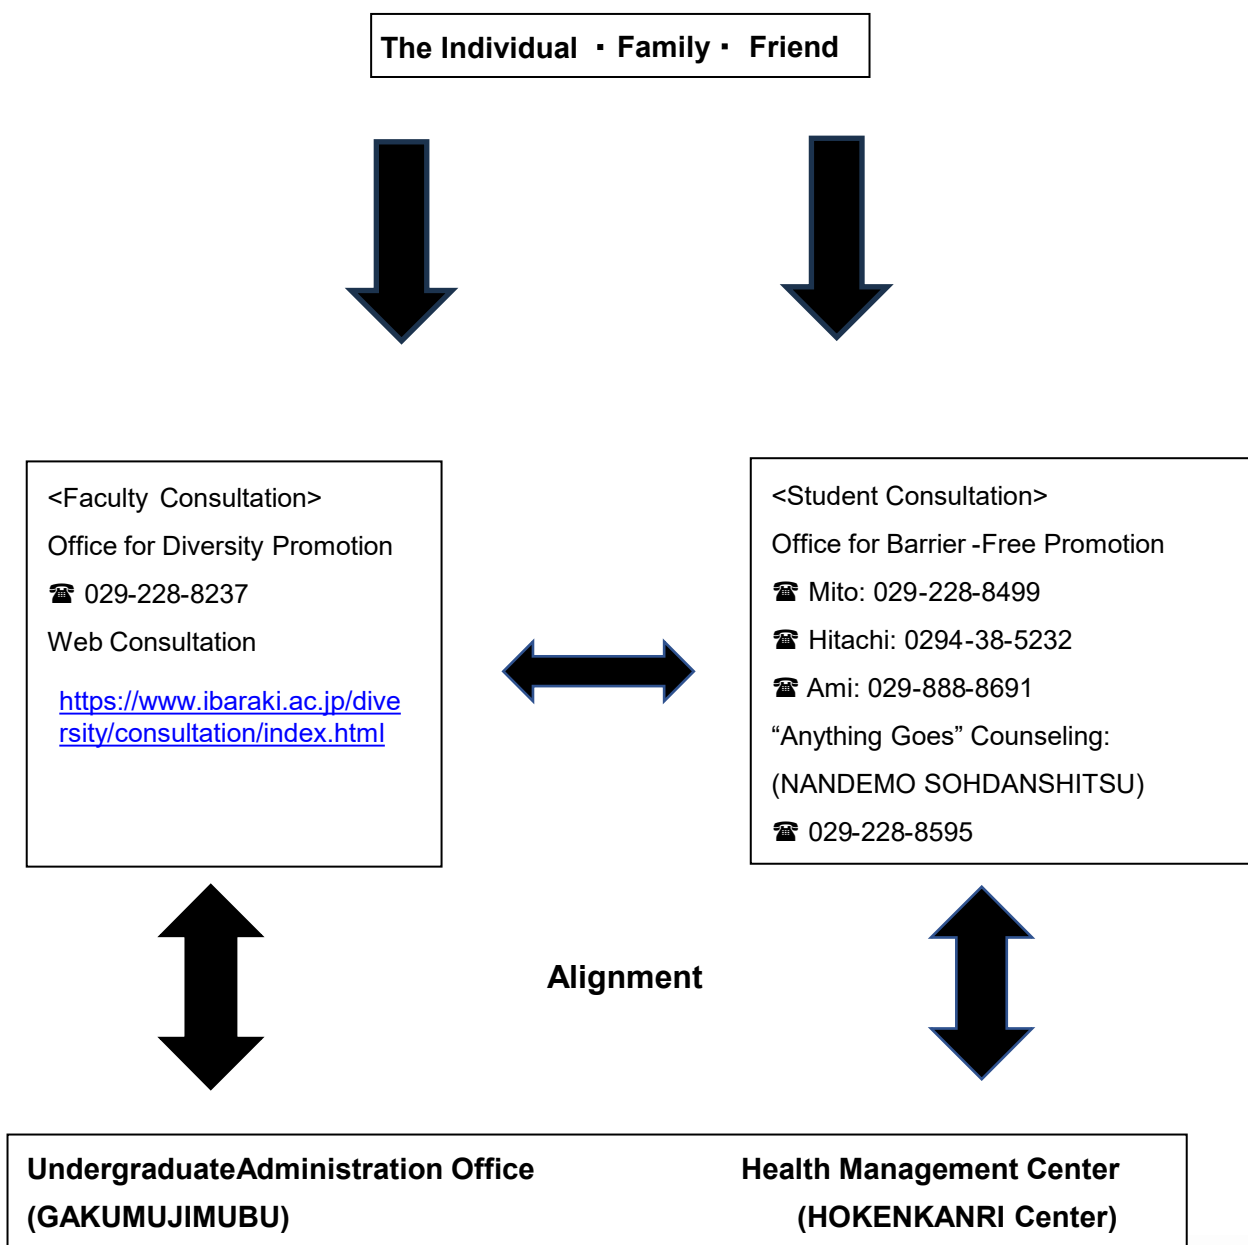 The Individual ・ Family・ Friend
<Faculty Consultation>
Office for Diversity Promotion
☎ 029-228-8237
Web Consultation
https://www.ibaraki.ac.jp/dive
rsity/consultation/index.html
<Student Consultation>
Office for Barrier-Free Promotion
☎ Mito: 029-228-8499
☎ Hitachi: 0294-38-5232
☎ Ami: 029-888-8691
“Anything Goes” Counseling:
(NANDEMO SOHDANSHITSU)
☎ 029-228-8595
Alignment
UndergraduateAdministration Office
(GAKUMUJIMUBU)
Health Management Center
(HOKENKANRI Center)